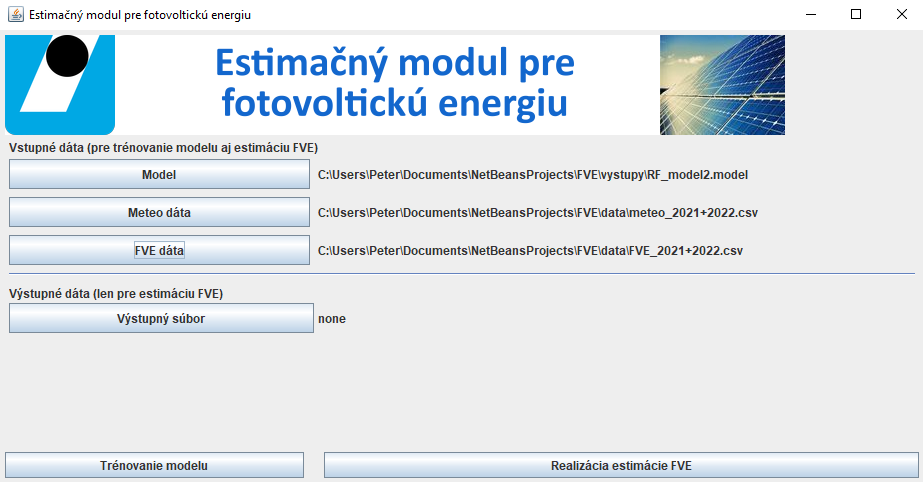 Estimačný modul pre fotovoltickú energiu
Estimačný modul pre
fotovoltickú energiu
Vstupné dáta (pre trénovanie modelu aj estimáciu FVE)
Model C:\Users\Peter\Documents\NetBeansProjects\FVE\vystupy\RF_model2.model
Meteo dáta C:\Users\Peter\Documents\NetBeansProjects\FVE\data\meteo_2021+2022.csv
FVE dáta C:\Users\Peter\Documents\NetBeansProjects\FVE\data\FVE_2021+2022.csv
Výstupné dáta (len pre estimáciu FVE)
Výstupný súbor none
Trénovanie modelu Realizácia estimácie FVE